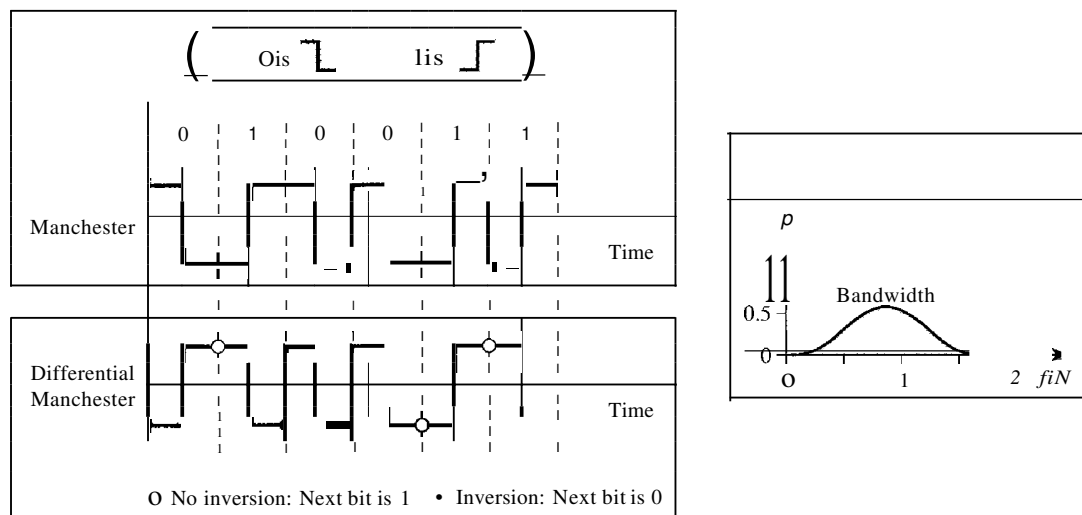 ( Ois lis )
0 1 0 0 1 1
Manchester
Time
Differential
Manchester
Time
O No inversion: Next bit is 1 • Inversion: Next bit is 0
p
11
Bandwidth
0.5
0
O 1 2 fiN